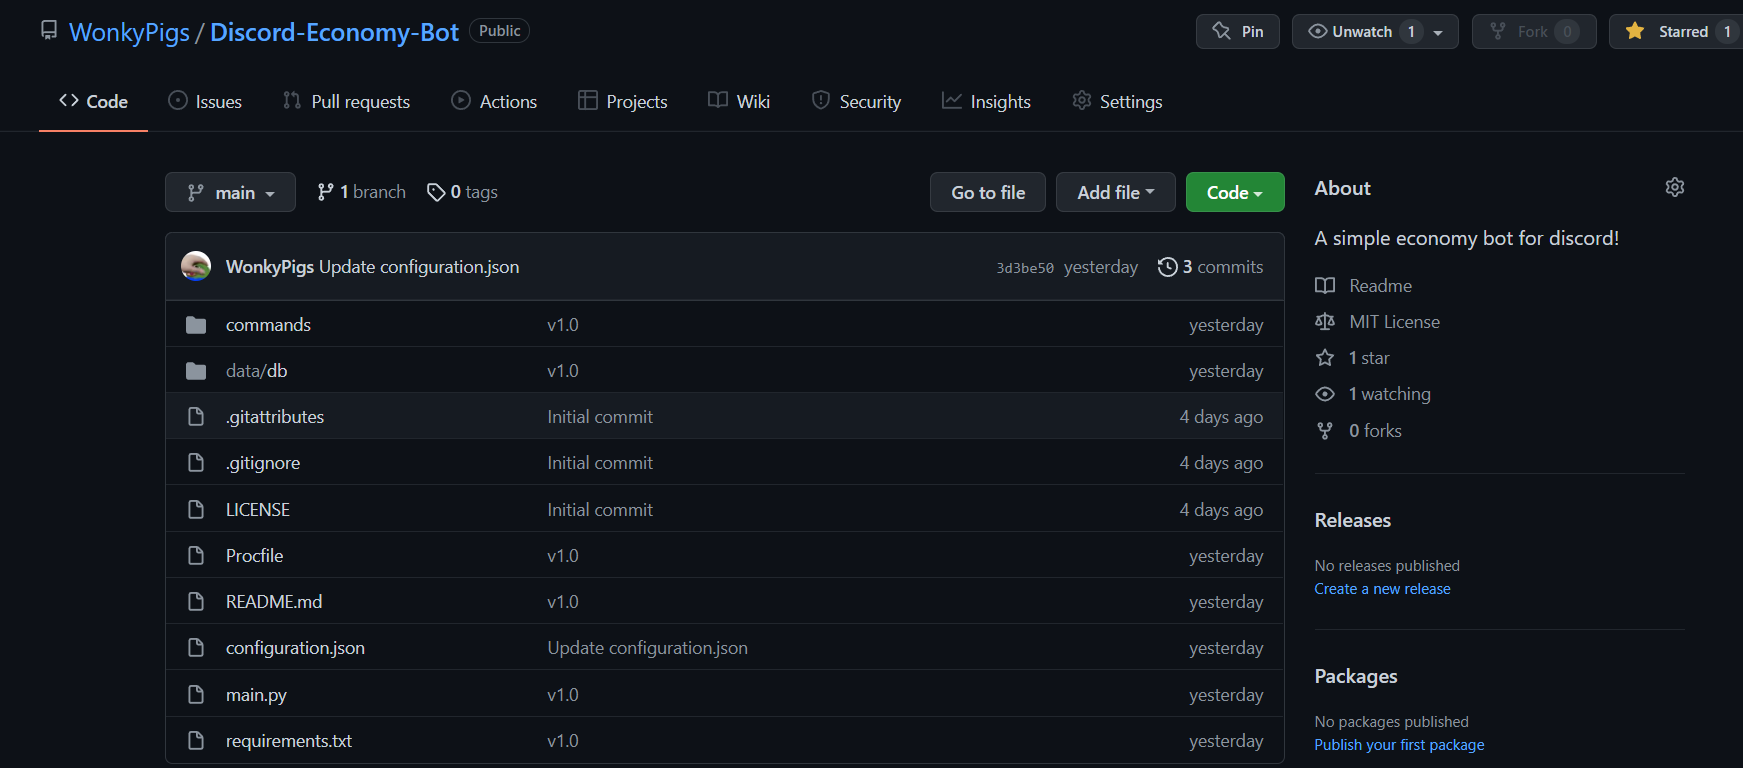 WonkyPigs / Discord-Economy-Bot Public Pin Unwatch 1 Fork 0 Starred 1
Code Issues Pull requests Actions Projects Wiki Security Insights Settings
main 1 branch 0 tags Go to file Add file Code
WonkyPigs Update configuration.json 3d3be50 yesterday 3 commits
commands v1.0 yesterday
data/db v1.0 yesterday
.gitattributes Initial commit 4 days ago
.gitignore Initial commit 4 days ago
LICENSE Initial commit 4 days ago
Procfile v1.0 yesterday
README.md v1.0 yesterday
configuration.json Update configuration.json yesterday
main.py v1.0 yesterday
requirements.txt v1.0 yesterday
About
A simple economy bot for discord!
Readme
MIT License
1 star
1 watching
0 forks
Releases
No releases published
Create a new release
Packages
No packages published
Publish your first package